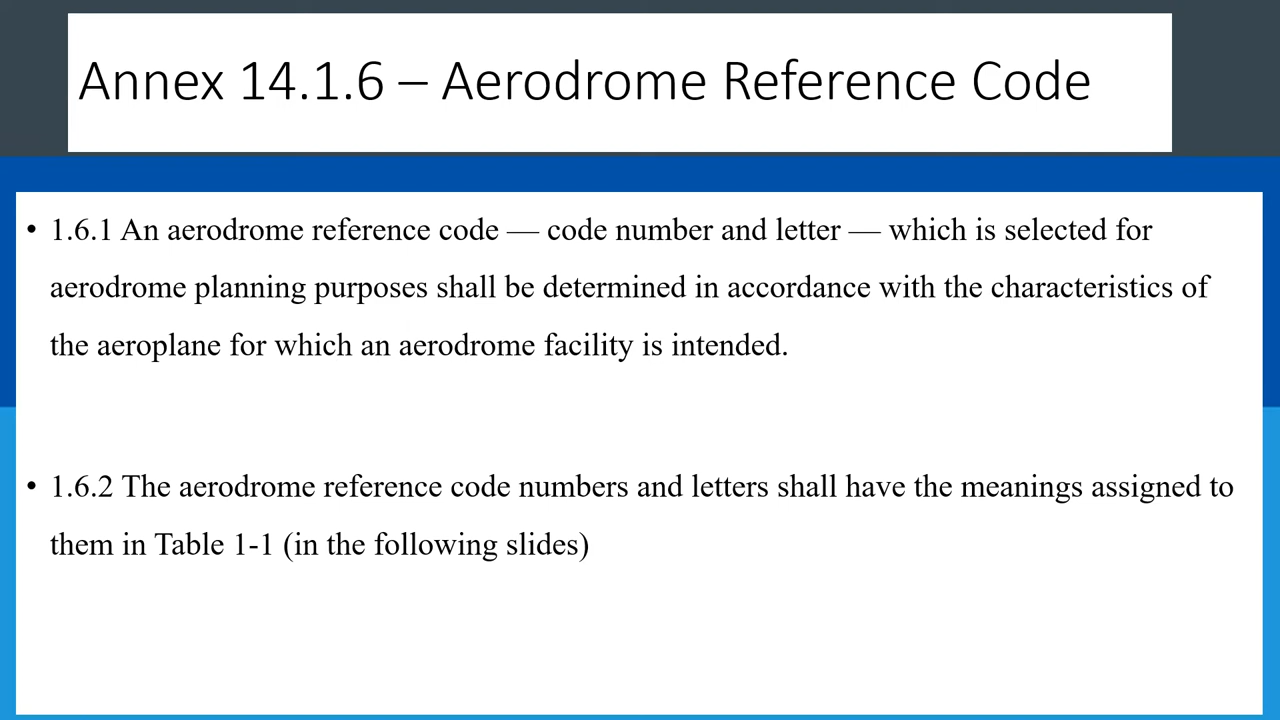 Annex 14.1.6 – Aerodrome Reference Code
• 1.6.1 An aerodrome reference code — code number and letter — which is selected for
aerodrome planning purposes shall be determined in accordance with the characteristics of
the aeroplane for which an aerodrome facility is intended.
• 1.6.2 The aerodrome reference code numbers and letters shall have the meanings assigned to
them in Table 1-1 (in the following slides)